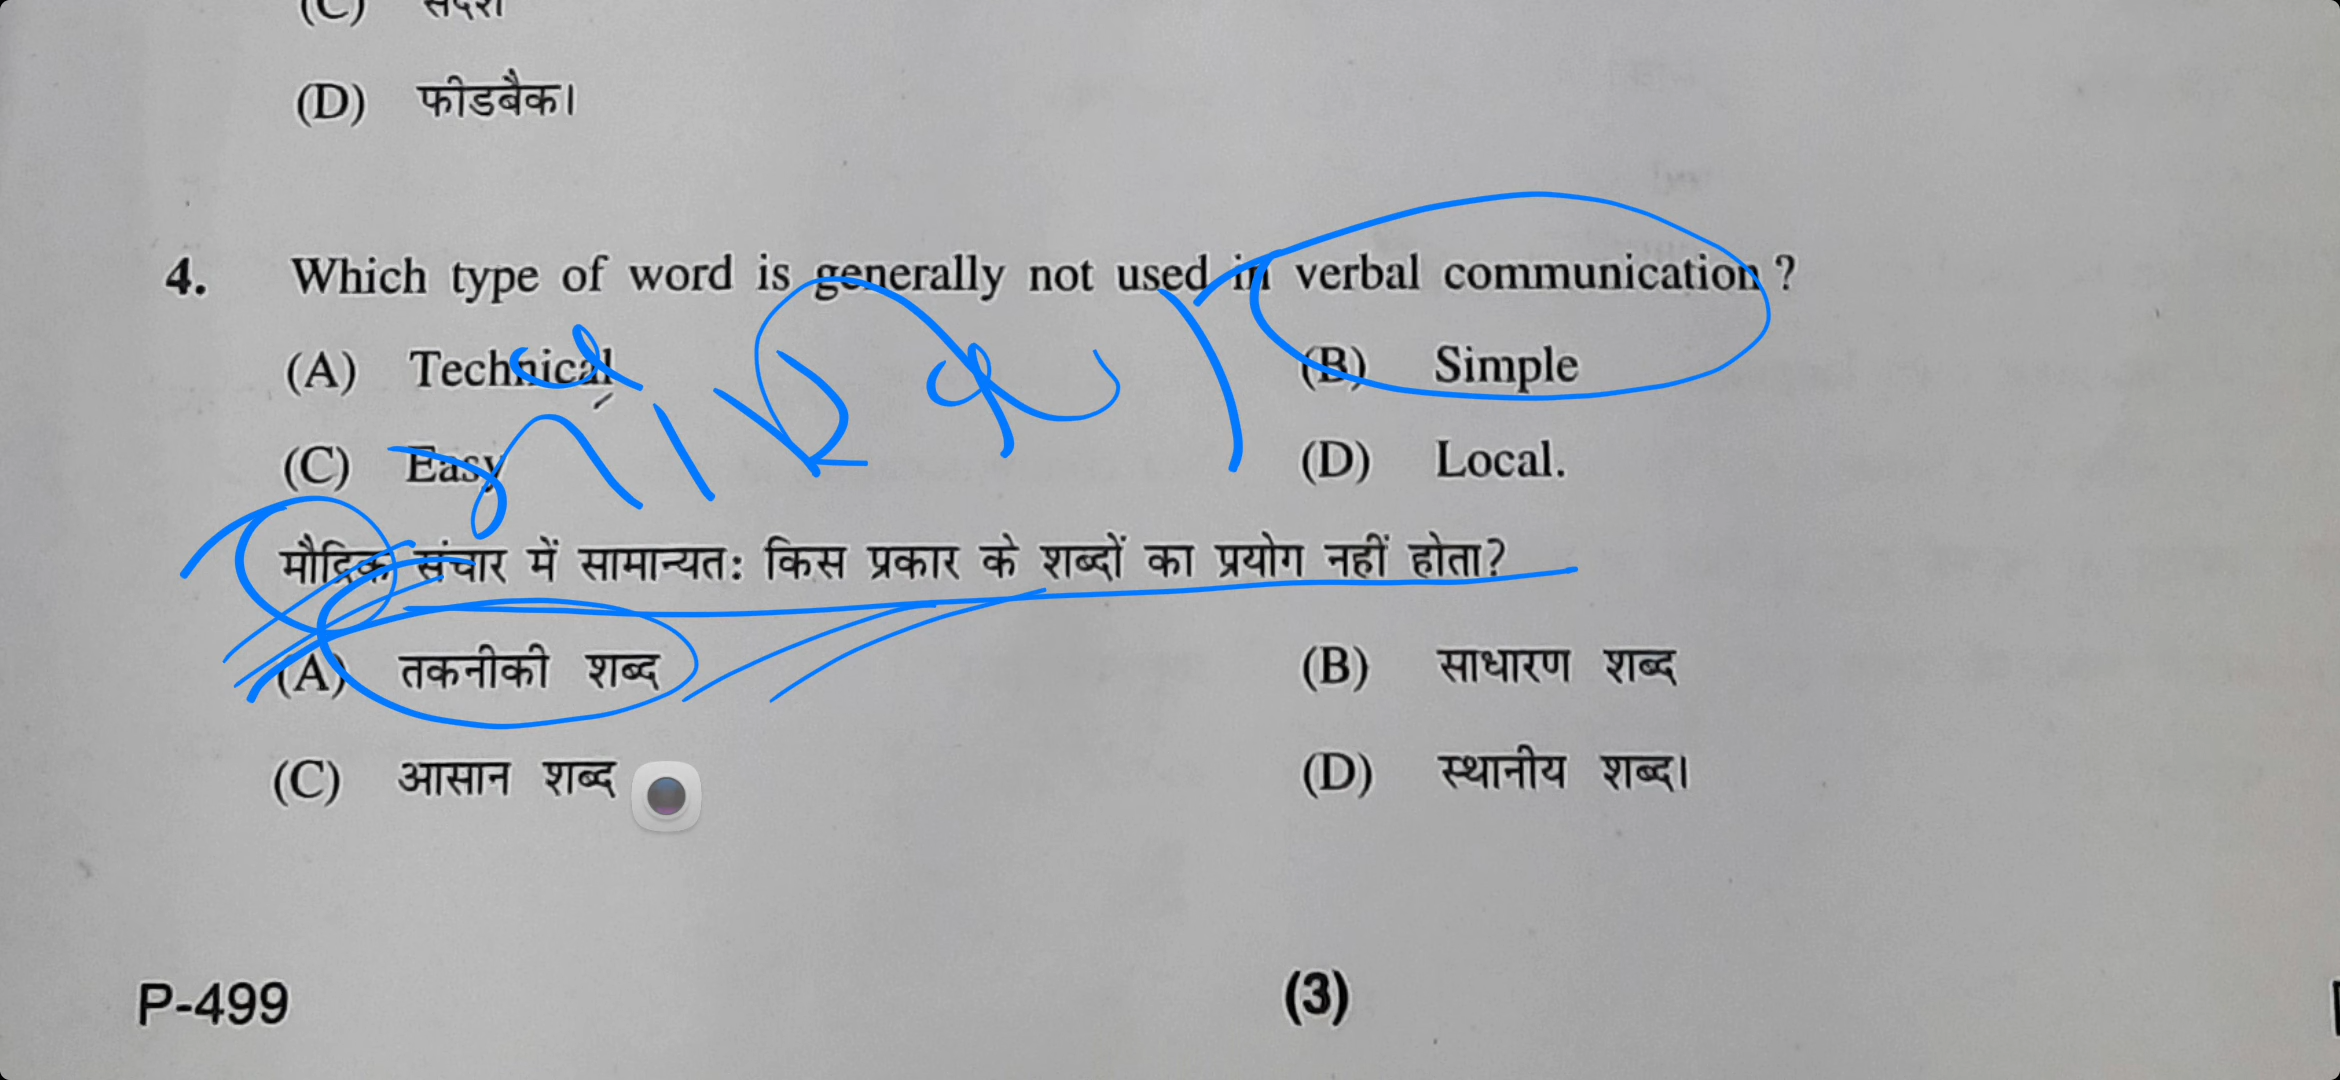 (C) संदेश
(D) फीडबैक।
4. Which type of word is generally not used in verbal communication ?
(A) Technical (B) Simple
(C) Easy (D) Local.
मौद्रिक संचार में सामान्यतः किस प्रकार के शब्दों का प्रयोग नहीं होता?
(A) तकनीकी शब्द (B) साधारण शब्द
(C) आसान शब्द (D) स्थानीय शब्द।
P-499 (3)